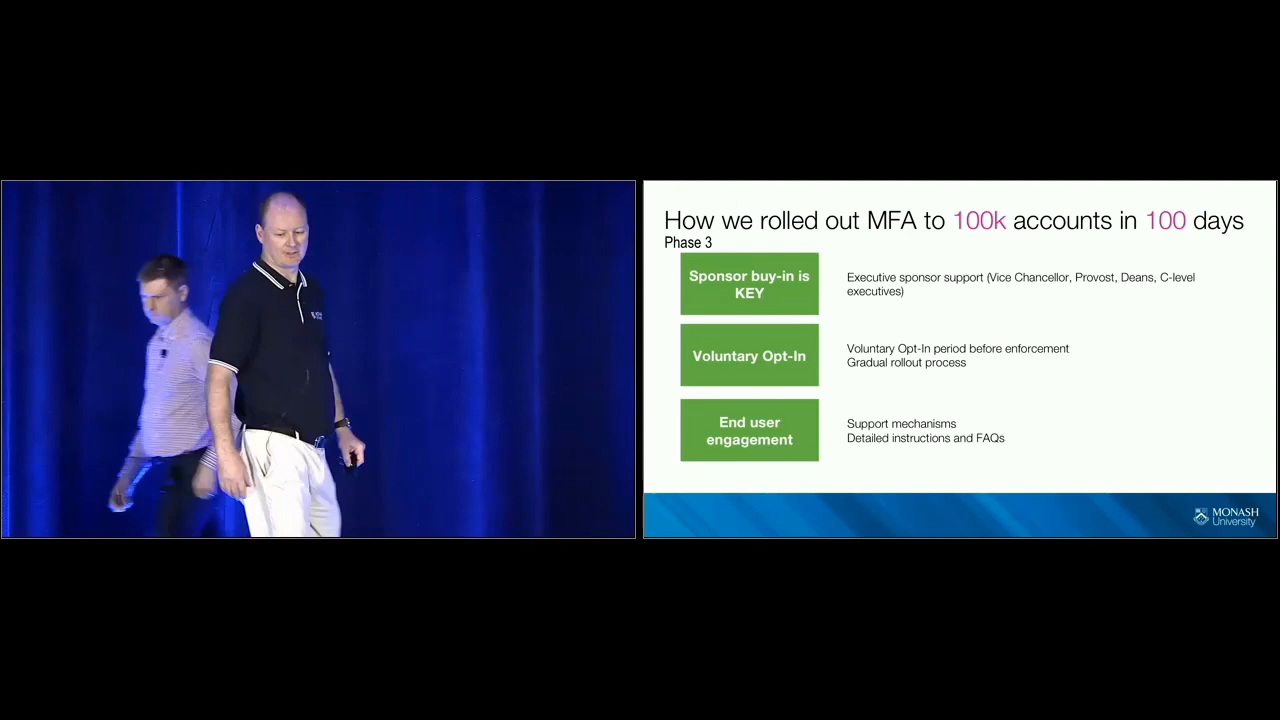 How we rolled out MFA to 100k accounts in 100 days
Phase 3
Sponsor buy-in is
KEY
Executive sponsor support (Vice Chancellor, Provost, Deans, C-level
executives)
Voluntary Opt-In
Voluntary Opt-In period before enforcement
Gradual rollout process
End user
engagement
Support mechanisms
Detailed instructions and FAQs
MONASH
University